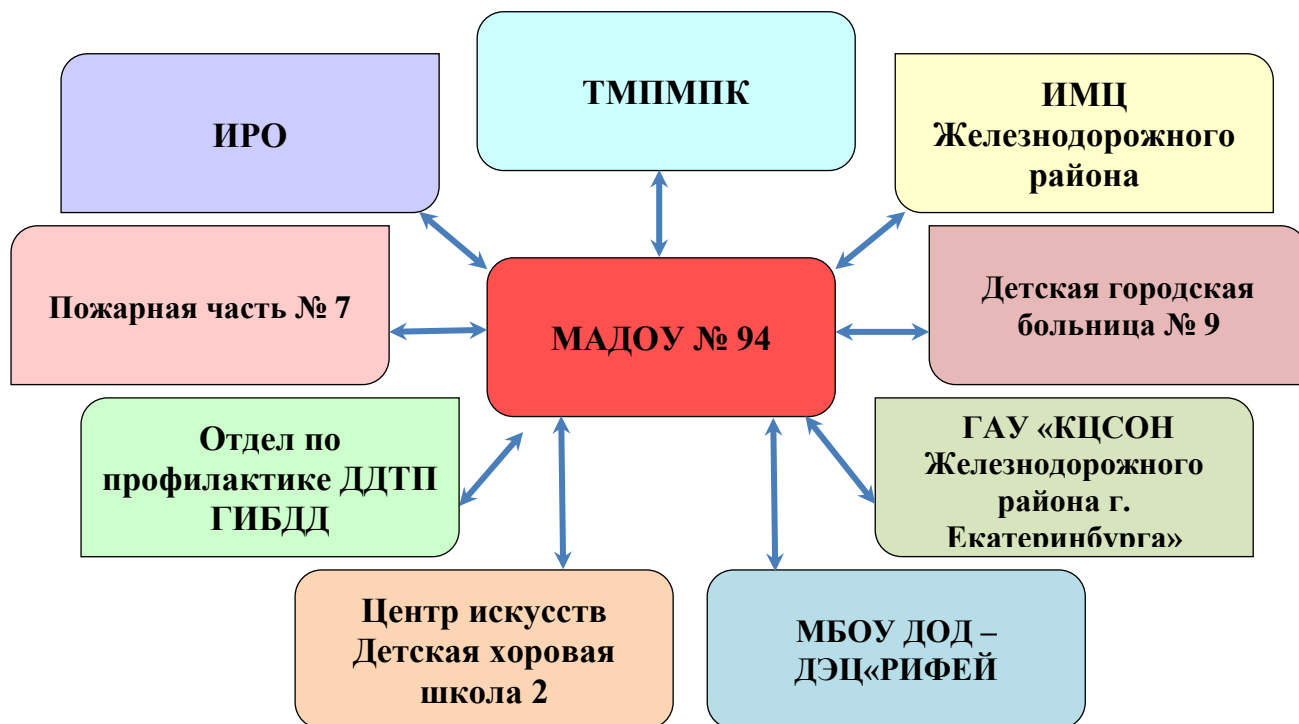 ТМПМПК
ИРО
ИМЦ
Железнодорожного
района
Пожарная часть № 7
МАДОУ № 94
Детская городская
больница № 9
Отдел по
профилактике ДДТП
ГИБДД
ГАУ «КЦСОН
Железнодорожного
района г.
Екатеринбурга»
Центр искусств
Детская хоровая
школа 2
МБОУ ДОД –
ДЭЦ«РИФЕЙ